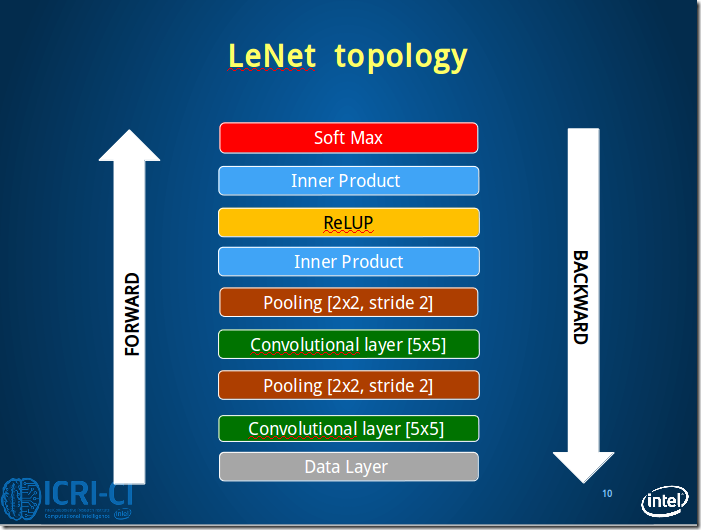 LeNet topology
Soft Max
Inner Product
ReLUP
Inner Product
Pooling [2x2, stride 2]
Convolutional layer [5x5]
Pooling [2x2, stride 2]
Convolutional layer [5x5]
Data Layer
FORWARD
BACKWARD
ICRI-CI
Computational Intelligence
intel
10
intel